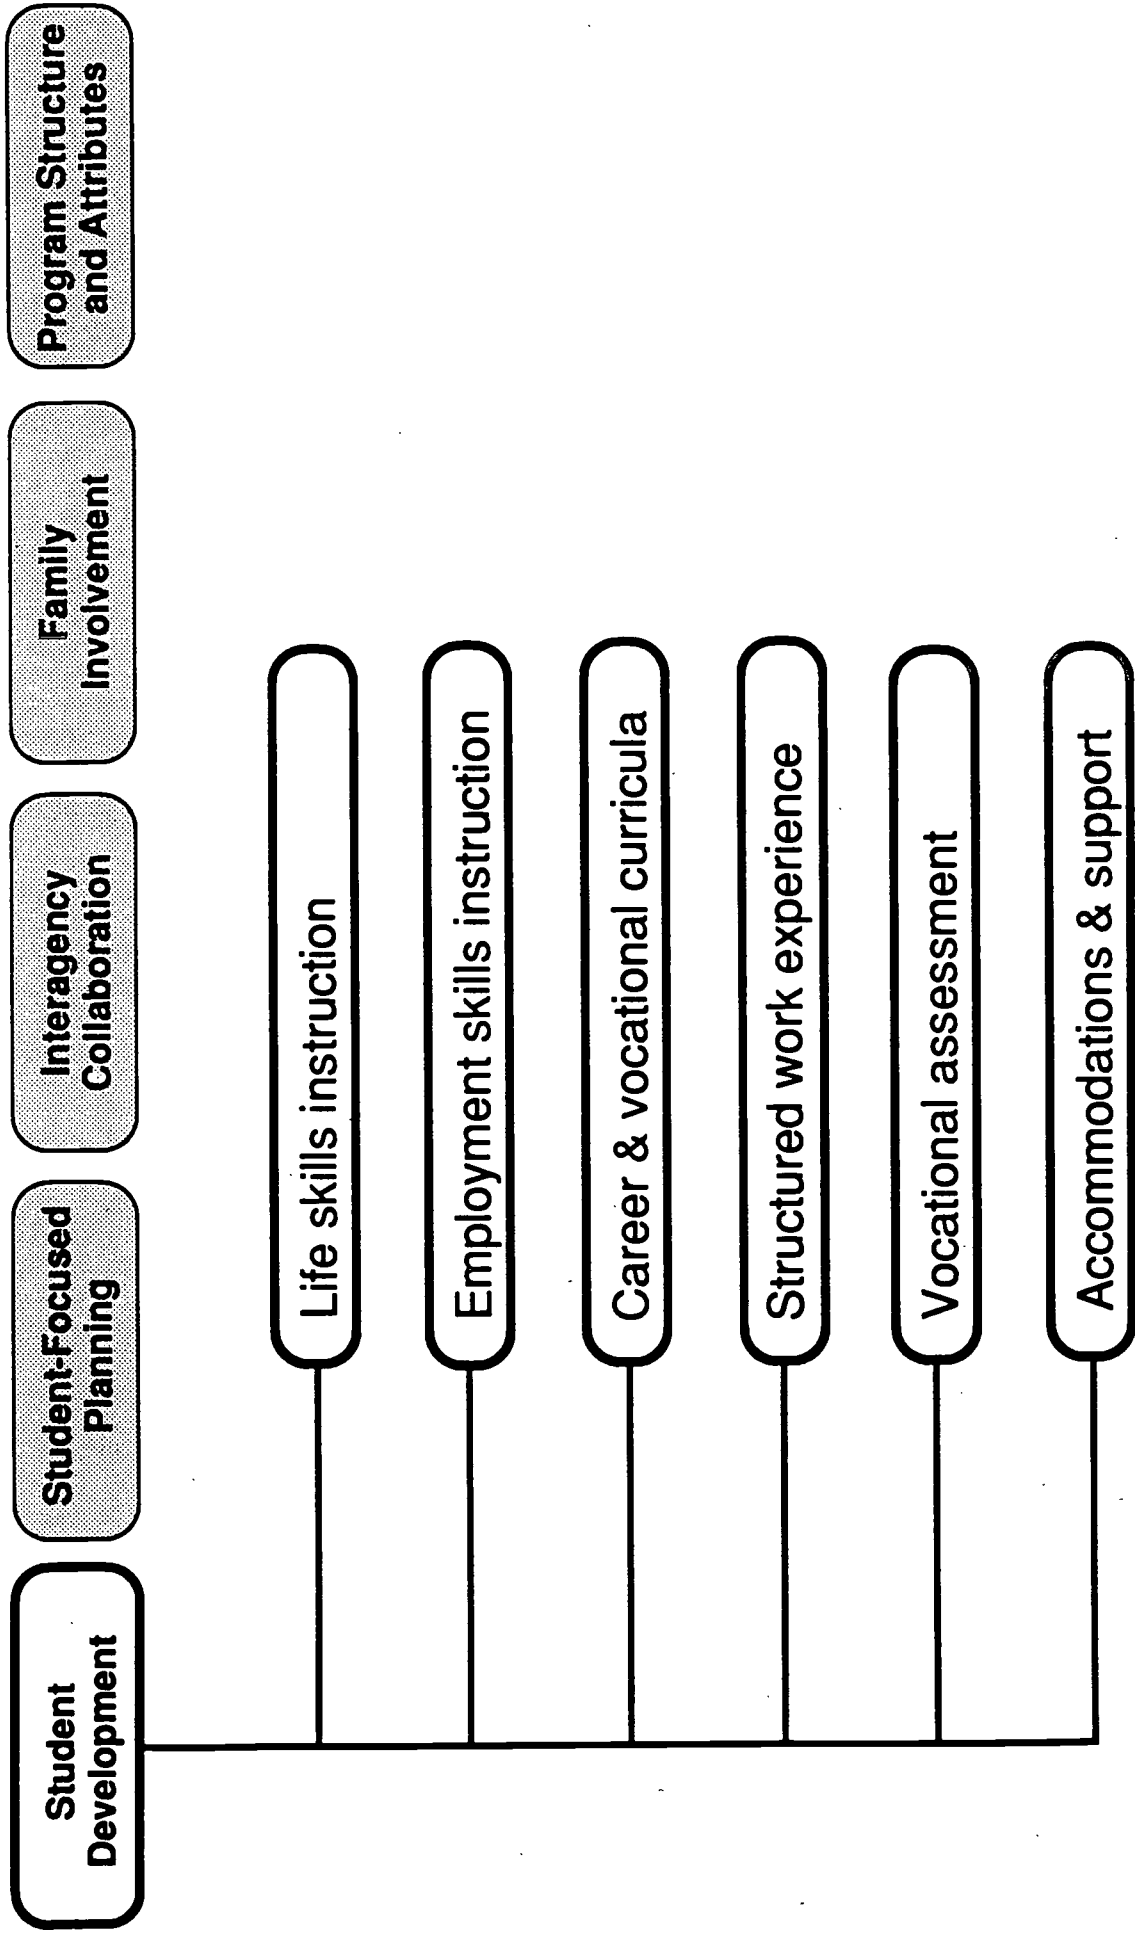 Student
Development
Student-Focused
Planning
Interagency
Collaboration
Family
Involvement
Program Structure
and Attributes
Life skills instruction
Employment skills instruction
Career & vocational curricula
Structured work experience
Vocational assessment
Accommodations & support